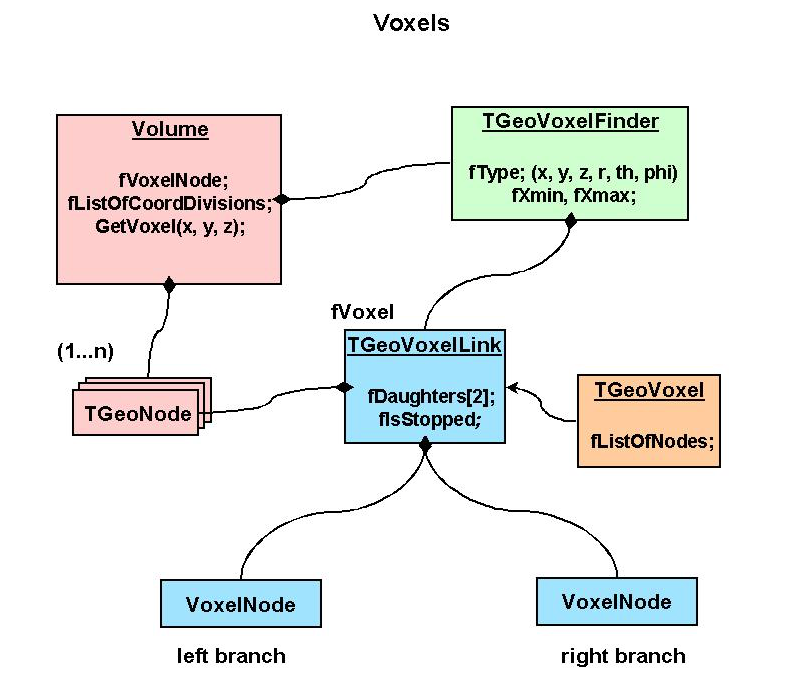 Voxels
Volume
fVoxelNode;
fListOfCoordDivisions;
GetVoxel(x, y, z);
TGeoVoxelFinder
fType; (x, y, z, r, th, phi)
fXmin, fXmax;
(1...n)
TGeoNode
fVoxel
TGeoVoxelLink
fDaughters[2];
fIsStopped;
TGeoVoxel
fListOfNodes;
VoxelNode
left branch
VoxelNode
right branch